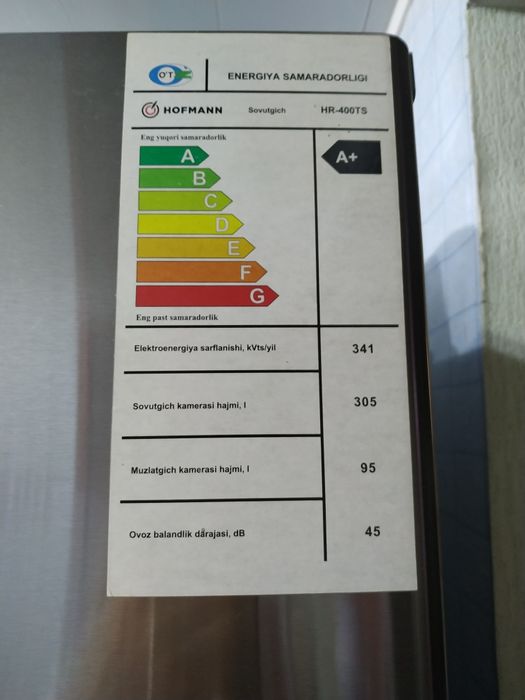 O'T
ENERGIYA SAMARADORLIGI
HOFMANN Sovutgich HR-400TS
Eng yuqori samaradorlik
A A+
B
C
D
E
F
G
Eng past samaradorlik
Elektroenergiya sarflanishi, kVts/yil 341
Sovutgich kamerasi hajmi, l 305
Muzlatgich kamerasi hajmi, l 95
Ovoz balandlik darajasi, dB 45